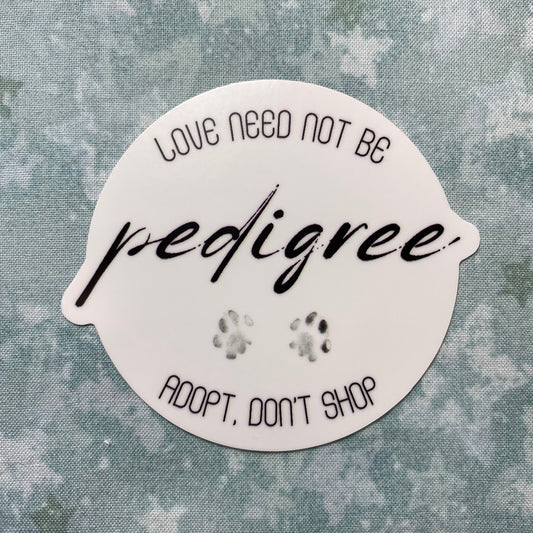 LOVE NEED NOT BE
pedigree
ADOPT, DON'T SHOP